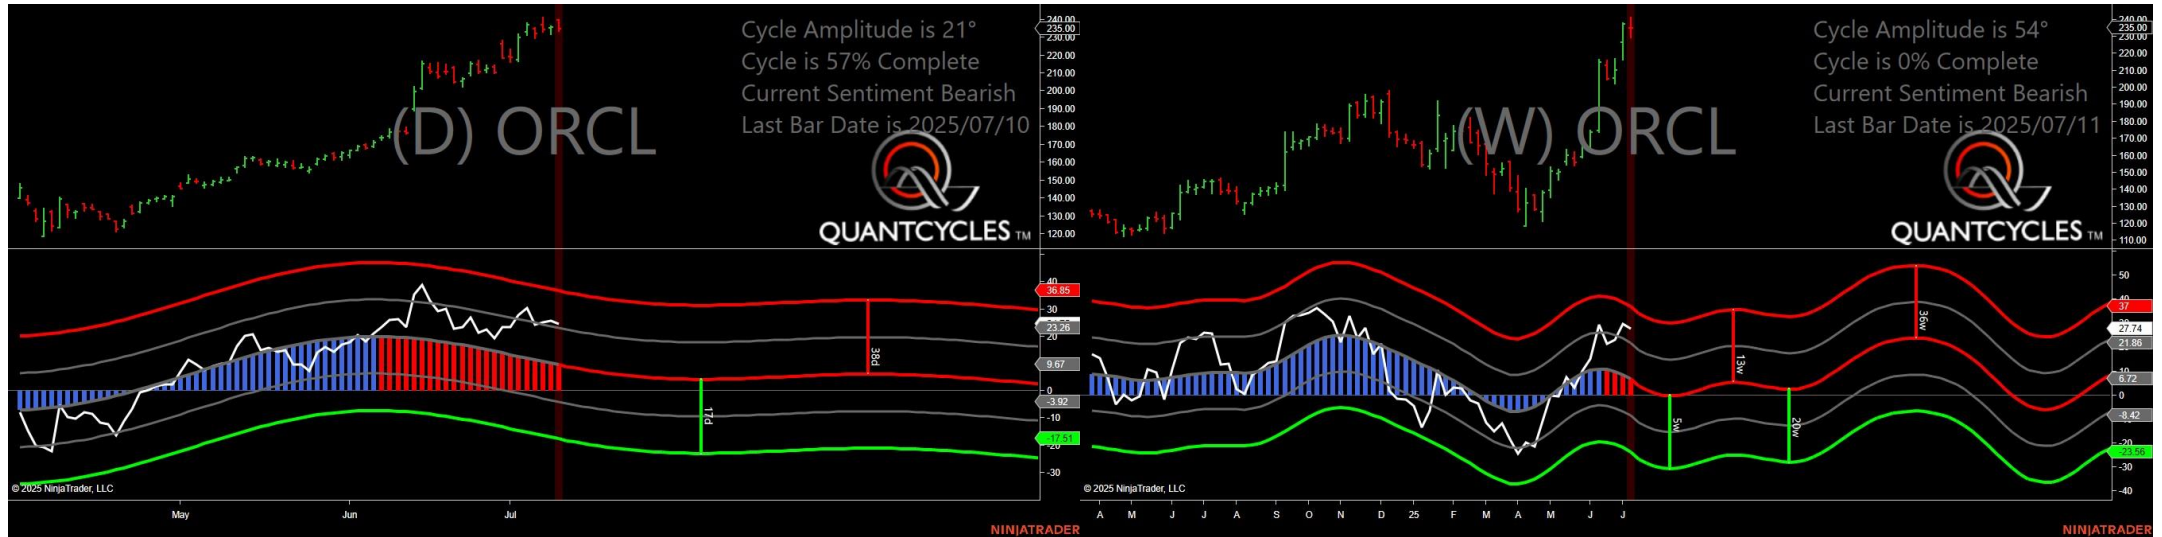 Cycle Amplitude is 21°
Cycle is 57% Complete
Current Sentiment Bearish
Last Bar Date is 2025/07/10
(D) ORCL
QUANTCYCLES TM
240.00
235.00
230.00
220.00
210.00
200.00
190.00
180.00
170.00
160.00
150.00
140.00
130.00
120.00
40
36.85
30
23.26
20
9.67
0
-3.92
-10
-17.51
-20
-30
38d
17d
© 2025 NinjaTrader, LLC
May
Jun
Jul
NINJATRADER
Cycle Amplitude is 54°
Cycle is 0% Complete
Current Sentiment Bearish
Last Bar Date is 2025/07/11
(W) ORCL
QUANTCYCLES TM
240.00
235.00
230.00
220.00
210.00
200.00
190.00
180.00
170.00
160.00
150.00
140.00
130.00
120.00
110.00
50
40
37
27.74
21.86
10
6.72
0
-8.42
-20
-23.56
-30
-40
5w
13w
20w
36w
© 2025 NinjaTrader, LLC
A M J J A S O N D 25 F M A M J J
NINJATRADER